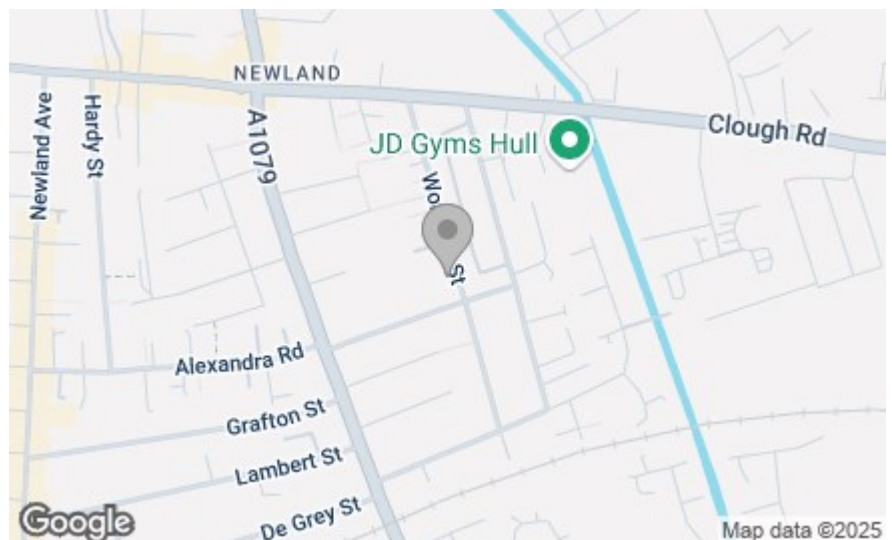 NEWLAND
Newland Ave
Hardy St
A1079
JD Gyms Hull
Clough Rd
St
Alexandra Rd
Grafton St
Lambert St
De Grey St
Google
Map data ©2025